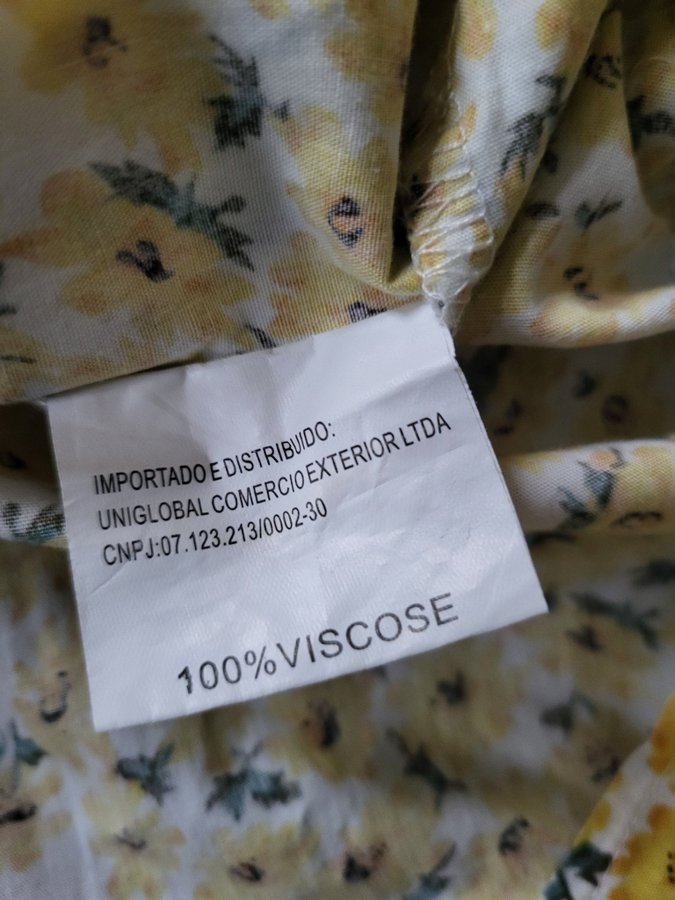 IMPORTADO E DISTRIBUIDO:
UNIGLOBAL COMERCIO EXTERIOR LTDA
CNPJ:07.123.213/0002-30
100%VISCOSE